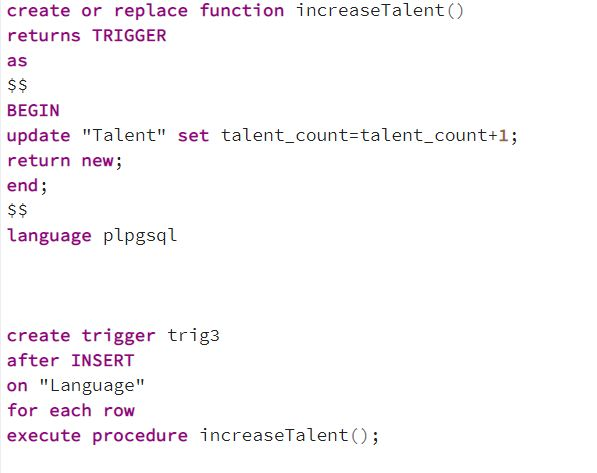 create or replace function increaseTalent()
returns TRIGGER
as
$$
BEGIN
update "Talent" set talent_count=talent_count+1;
return new;
end;
$$
language plpgsql
create trigger trig3
after INSERT
on "Language"
for each row
execute procedure increaseTalent();